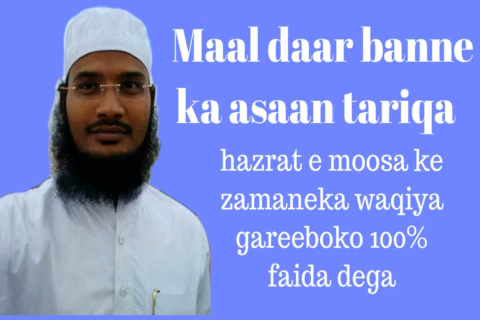 Maal daar banne
ka asaan tariqa
hazrat e moosa ke
zamaneka waqiya
gareeboko 100%
faida dega